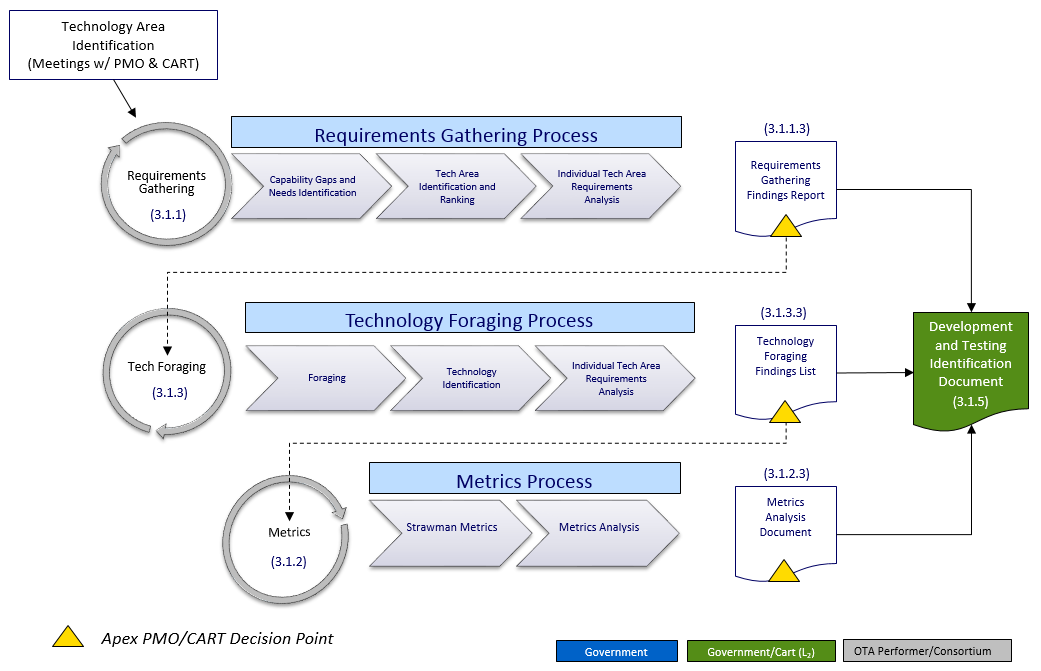 Technology Area
Identification
(Meetings w/ PMO & CART)
Requirements Gathering Process
(3.1.1.3)
Requirements
Gathering
(3.1.1)
Capability Gaps and
Needs Identification
Tech Area
Identification and
Ranking
Individual Tech Area
Requirements
Analysis
Requirements
Gathering
Findings Report
Technology Foraging Process
(3.1.3.3)
Tech Foraging
(3.1.3)
Foraging
Technology
Identification
Individual Tech Area
Requirements
Analysis
Technology
Foraging
Findings List
Development
and Testing
Identification
Document
(3.1.5)
Metrics Process
(3.1.2.3)
Metrics
(3.1.2)
Strawman Metrics
Metrics Analysis
Metrics
Analysis
Document
Apex PMO/CART Decision Point
Government
Government/Cart (L₂)
OTA Performer/Consortium